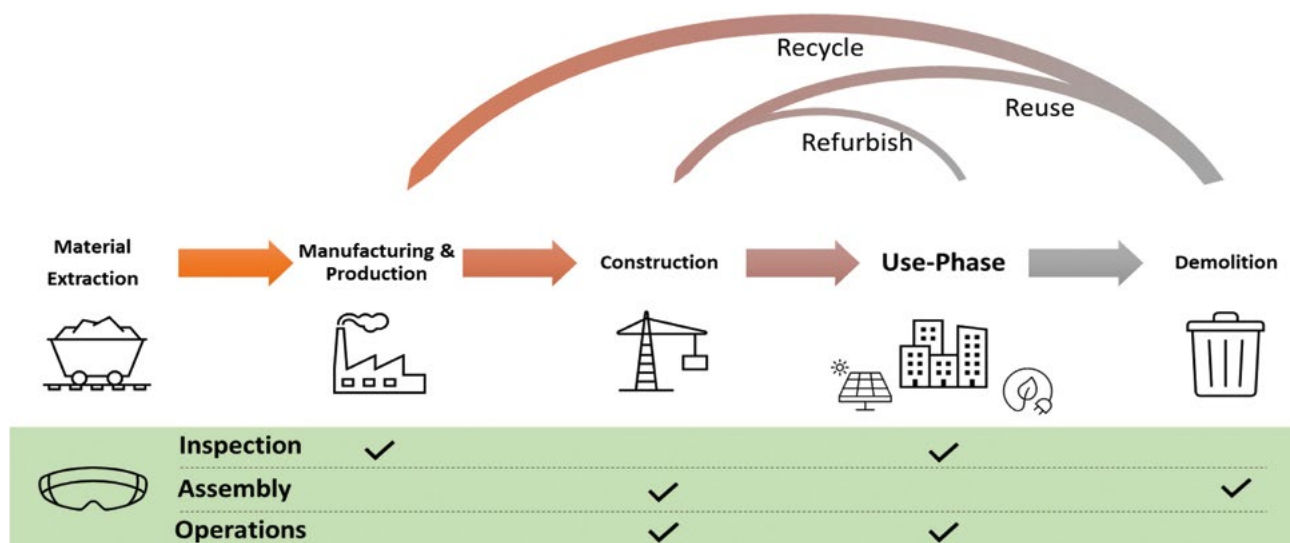 Recycle
Reuse
Refurbish
Material
Extraction
Manufacturing &
Production
Construction
Use-Phase
Demolition
Inspection
Assembly
Operations